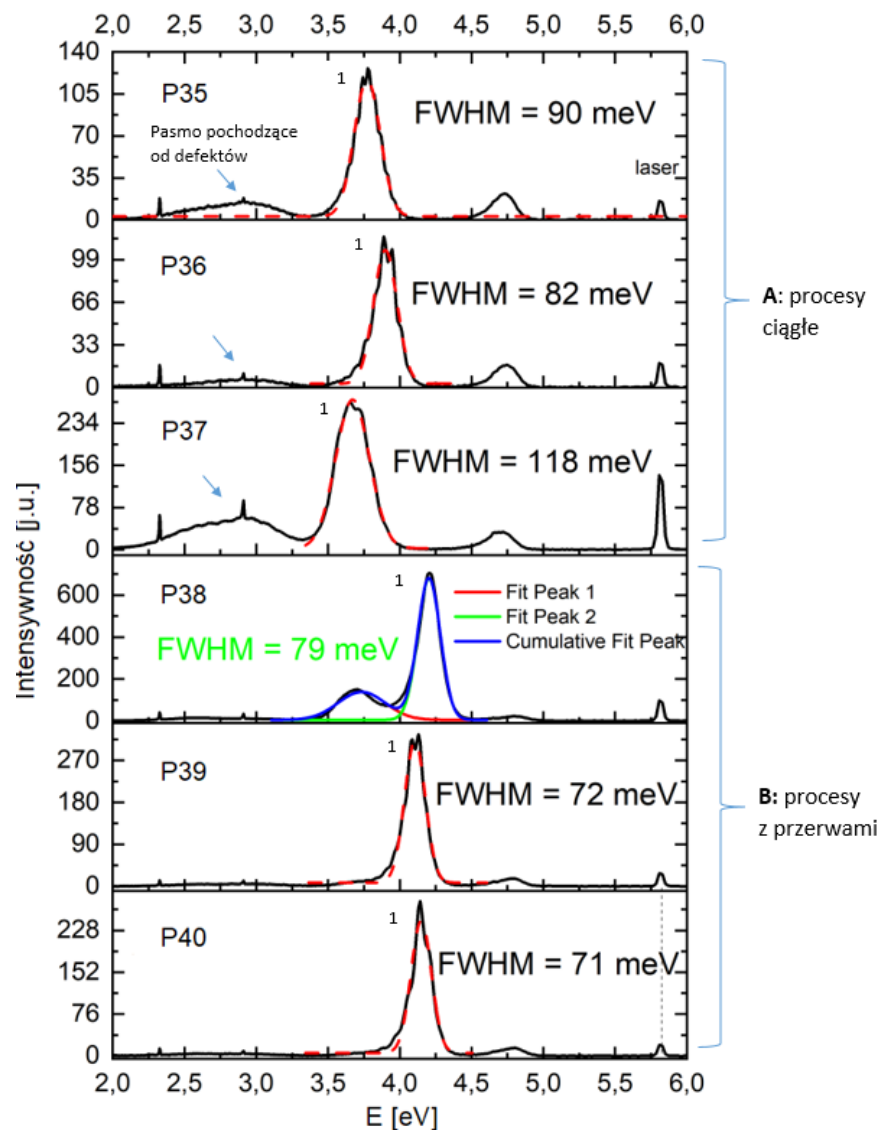 2,0 2,5 3,0 3,5 4,0 4,5 5,0 5,5 6,0
140
105
70
35
0
P35
1
FWHM = 90 meV
Pasmo pochodzące
od defektów
laser
99
66
33
0
P36
1
FWHM = 82 meV
A: procesy
ciągłe
234
156
78
0
P37
1
FWHM = 118 meV
Intensywność [j.u.]
600
400
200
0
P38
1
FWHM = 79 meV
Fit Peak 1
Fit Peak 2
Cumulative Fit Peak
270
180
90
0
P39
1
FWHM = 72 meV
B: procesy
z przerwami
228
152
76
0
P40
1
FWHM = 71 meV
2,0 2,5 3,0 3,5 4,0 4,5 5,0 5,5 6,0
E [eV]